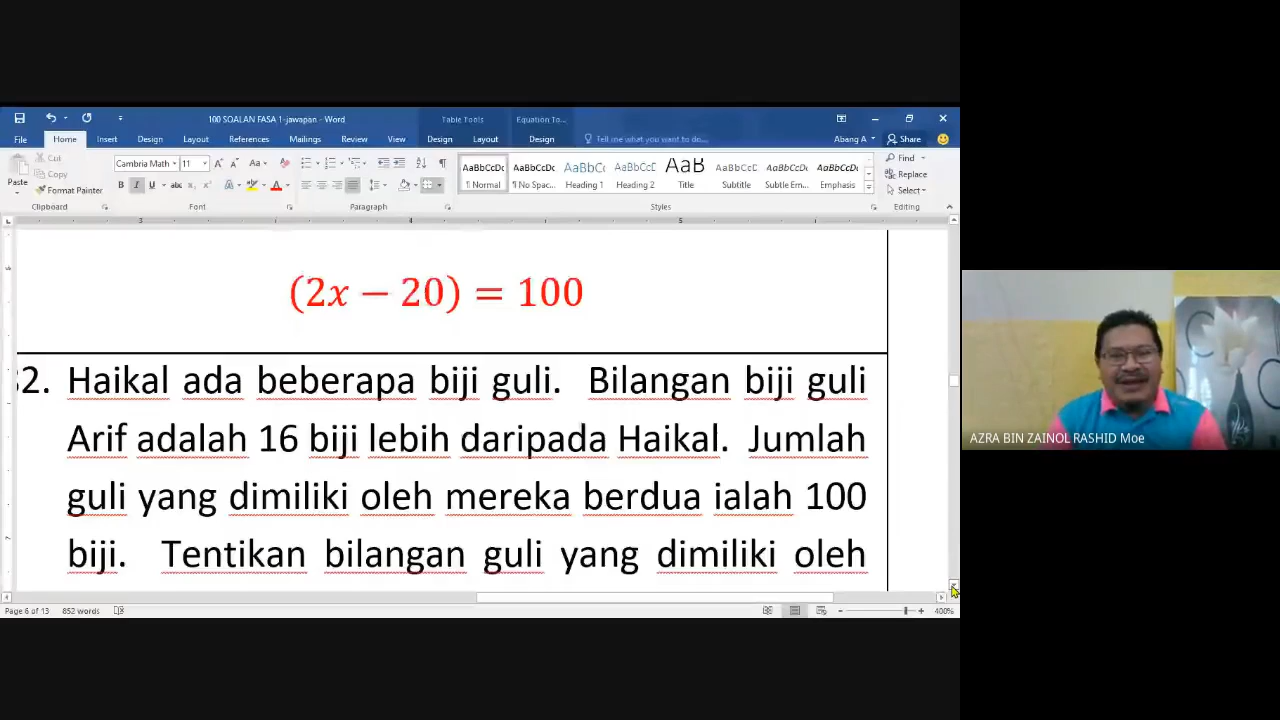 100 SOALAN FASA 1-jawapan - Word
Table Tools
Equation To...
File
Home
Insert
Design
Layout
References
Mailings
Review
View
Design
Layout
Design
Tell me what you want to do...
Abang A
Share
Paste
Cut
Copy
Format Painter
Cambria Math
11
AaBbCcDc
¶ Normal
AaBbCcDc
¶ No Spac...
AaBbC
Heading 1
AaBbCcC
Heading 2
AaB
Title
AaBbCcD
Subtitle
AaBbCcDc
Subtle Em...
AaBbCcDc
Emphasis
Find
Replace
Select
Clipboard
Font
Paragraph
Styles
Editing
(2x − 20) = 100
32. Haikal ada beberapa biji guli. Bilangan biji guli
Arif adalah 16 biji lebih daripada Haikal. Jumlah
guli yang dimiliki oleh mereka berdua ialah 100
biji. Tentikan bilangan guli yang dimiliki oleh
Page 6 of 13
852 words
400%
AZRA BIN ZAINOL RASHID Moe